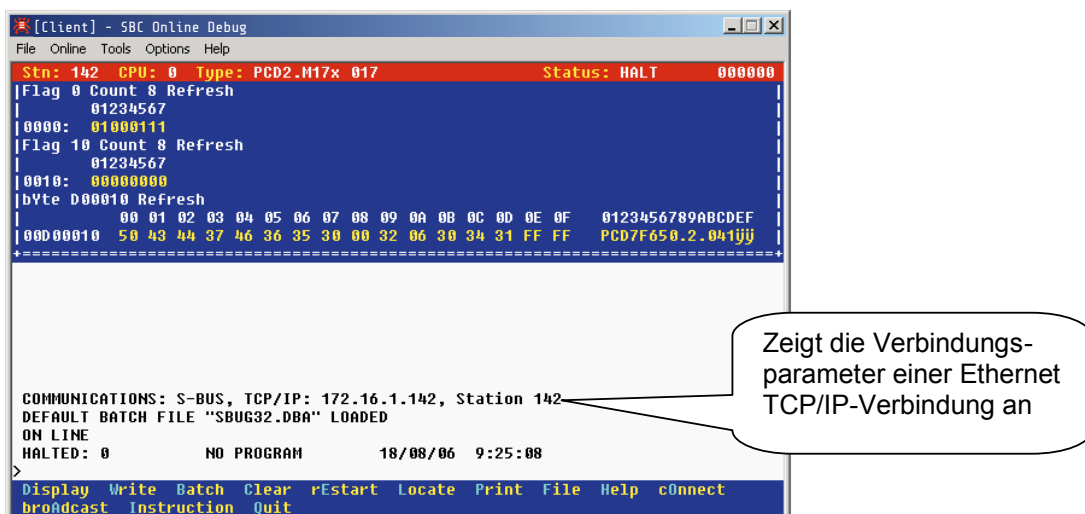 [Client] - SBC Online Debug
File Online Tools Options Help
Stn: 142 CPU: 0 Type: PCD2.M17x 017 Status: HALT 000000
|Flag 0 Count 8 Refresh |
| 01234567 |
|0000: 01000111 |
|Flag 10 Count 8 Refresh |
| 01234567 |
|0010: 00000000 |
|bYte D00010 Refresh |
| 00 01 02 03 04 05 06 07 08 09 0A 0B 0C 0D 0E 0F 0123456789ABCDEF |
|00D00010 50 43 44 37 46 36 35 30 00 32 06 30 34 31 FF FF PCD7F650.2.041ÿÿ |
+===========================================================================+
COMMUNICATIONS: S-BUS, TCP/IP: 172.16.1.142, Station 142
DEFAULT BATCH FILE "SBUG32.DBA" LOADED
ON LINE
HALTED: 0 NO PROGRAM 18/08/06 9:25:08
>
Display Write Batch Clear rEstart Locate Print File Help cOnnect
broAdcast Instruction Quit
Zeigt die Verbindungs-
parameter einer Ethernet
TCP/IP-Verbindung an